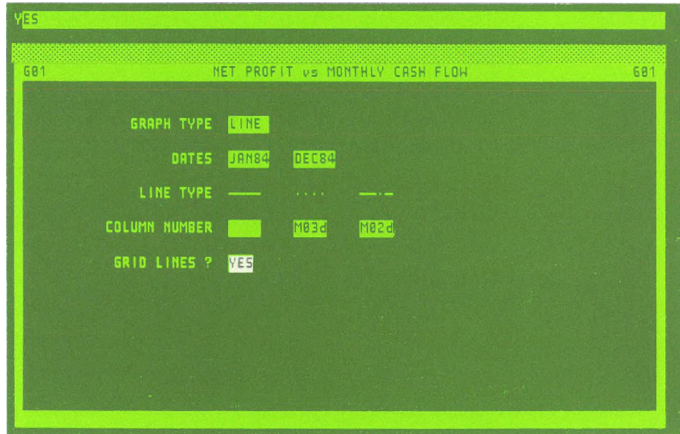 YES
G01 NET PROFIT vs MONTHLY CASH FLOW G01
GRAPH TYPE LINE
DATES JAN84 DEC84
LINE TYPE
COLUMN NUMBER M03d M02d
GRID LINES ? YES